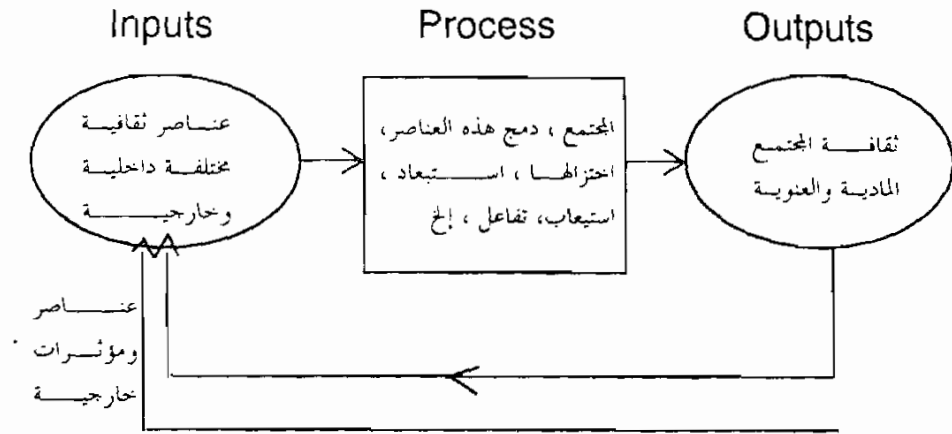 Inputs Process Outputs
عناصر ثقافية
مختلفة داخلية
وخارجية
المجتمع ، دمج هذه العناصر،
اختزالها ، استبعاد ،
استيعاب، تفاعل ، إلخ
ثقافة المجتمع
المادية والعنوية
عناصر
ومؤثرات
خارجية